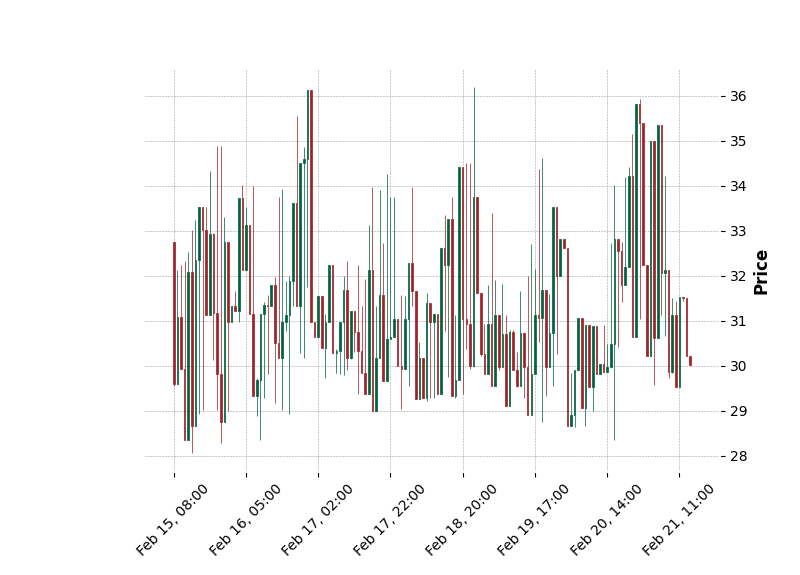 36
35
34
33
32
31
30
29
28
Price
Feb 15, 08:00
Feb 16, 05:00
Feb 17, 02:00
Feb 17, 22:00
Feb 18, 20:00
Feb 19, 17:00
Feb 20, 14:00
Feb 21, 11:00